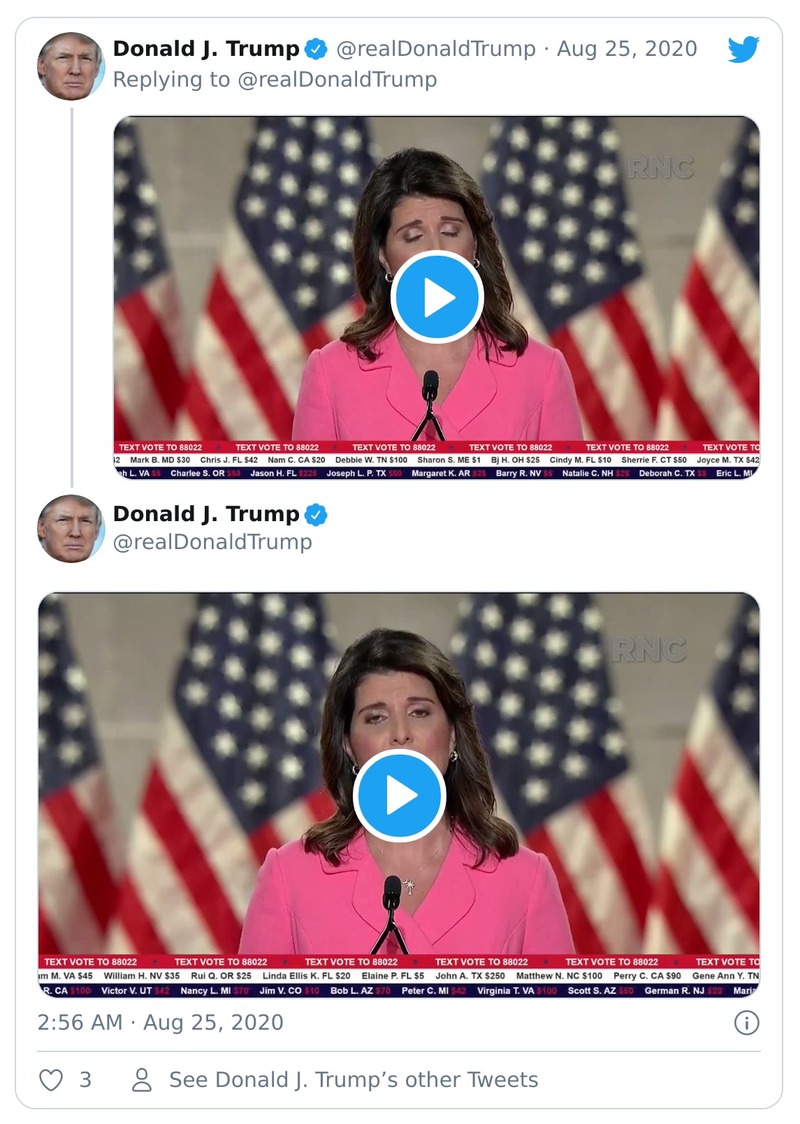 Donald J. Trump @realDonaldTrump · Aug 25, 2020
Replying to @realDonaldTrump
RNC
TEXT VOTE TO 88022 TEXT VOTE TO 88022 TEXT VOTE TO 88022 TEXT VOTE TO 88022 TEXT VOTE TO 88022 TEXT VOTE TO
Mark B. MD $30 Chris J. FL $42 Nam C. CA $20 Debbie W. TN $100 Sharon S. ME $1 Bj H. OH $25 Cindy M. FL $10 Sherrie F. CT $50 Joyce M. TX $42
L. VA $5 Charlee S. OR $50 Jason H. FL $225 Joseph L. P. TX $50 Margaret K. AR $25 Barry R. NV $5 Natalie C. NH $25 Deborah C. TX $5 Eric L. MI
Donald J. Trump
@realDonaldTrump
RNC
TEXT VOTE TO 88022 TEXT VOTE TO 88022 TEXT VOTE TO 88022 TEXT VOTE TO 88022 TEXT VOTE TO 88022 TEXT VOTE TO
M. VA $45 William H. NV $35 Rui Q. OR $25 Linda Ellis K. FL $20 Elaine P. FL $5 John A. TX $250 Matthew N. NC $100 Perry C. CA $90 Gene Ann Y. TN
R. CA $100 Victor V. UT $42 Nancy L. MI $70 Jim V. CO $10 Bob L. AZ $70 Peter C. MI $42 Virginia T. VA $100 Scott S. AZ $50 German R. NJ $20
2:56 AM · Aug 25, 2020
3 See Donald J. Trump’s other Tweets